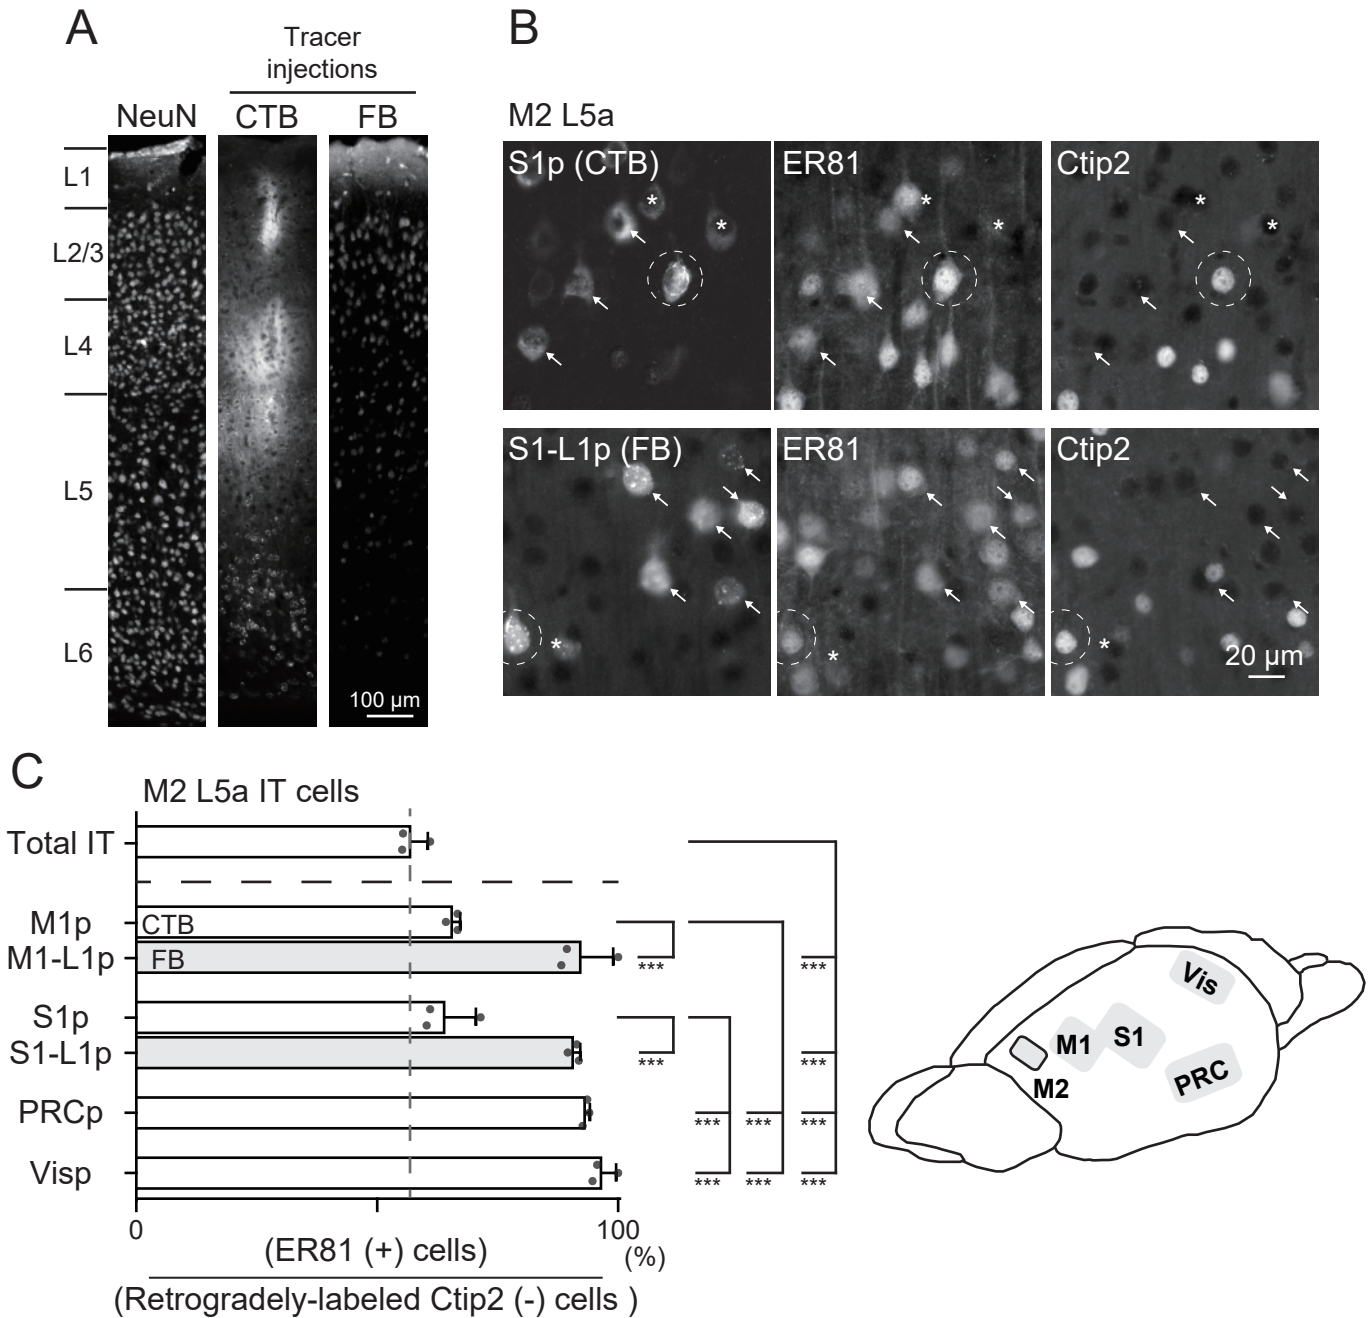 A
Tracer
injections
NeuN
CTB
FB
L1
L2/3
L4
L5
L6
100 µm
B
M2 L5a
S1p (CTB)
ER81
Ctip2
*
*
*
*
*
*
S1-L1p (FB)
ER81
Ctip2
*
*
*
20 µm
C
M2 L5a IT cells
Total IT
M1p
CTB
M1-L1p
FB
***
***
S1p
S1-L1p
***
***
PRCp
***
***
***
Visp
***
***
***
0
100
(%)
(ER81 (+) cells)
(Retrogradely-labeled Ctip2 (-) cells )
Vis
M1
S1
M2
PRC